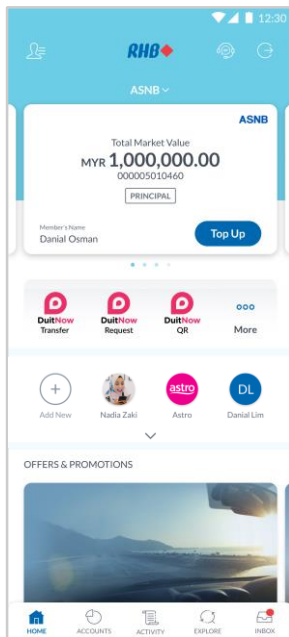 12:30
RHB
ASNB
ASNB
Total Market Value
MYR 1,000,000.00
000005010460
PRINCIPAL
Member's Name
Danial Osman
Top Up
DuitNow
Transfer
DuitNow
Request
DuitNow
QR
More
Add New
Nadia Zaki
astro
Astro
DL
Danial Lim
OFFERS & PROMOTIONS
HOME
ACCOUNTS
ACTIVITY
EXPLORE
INBOX